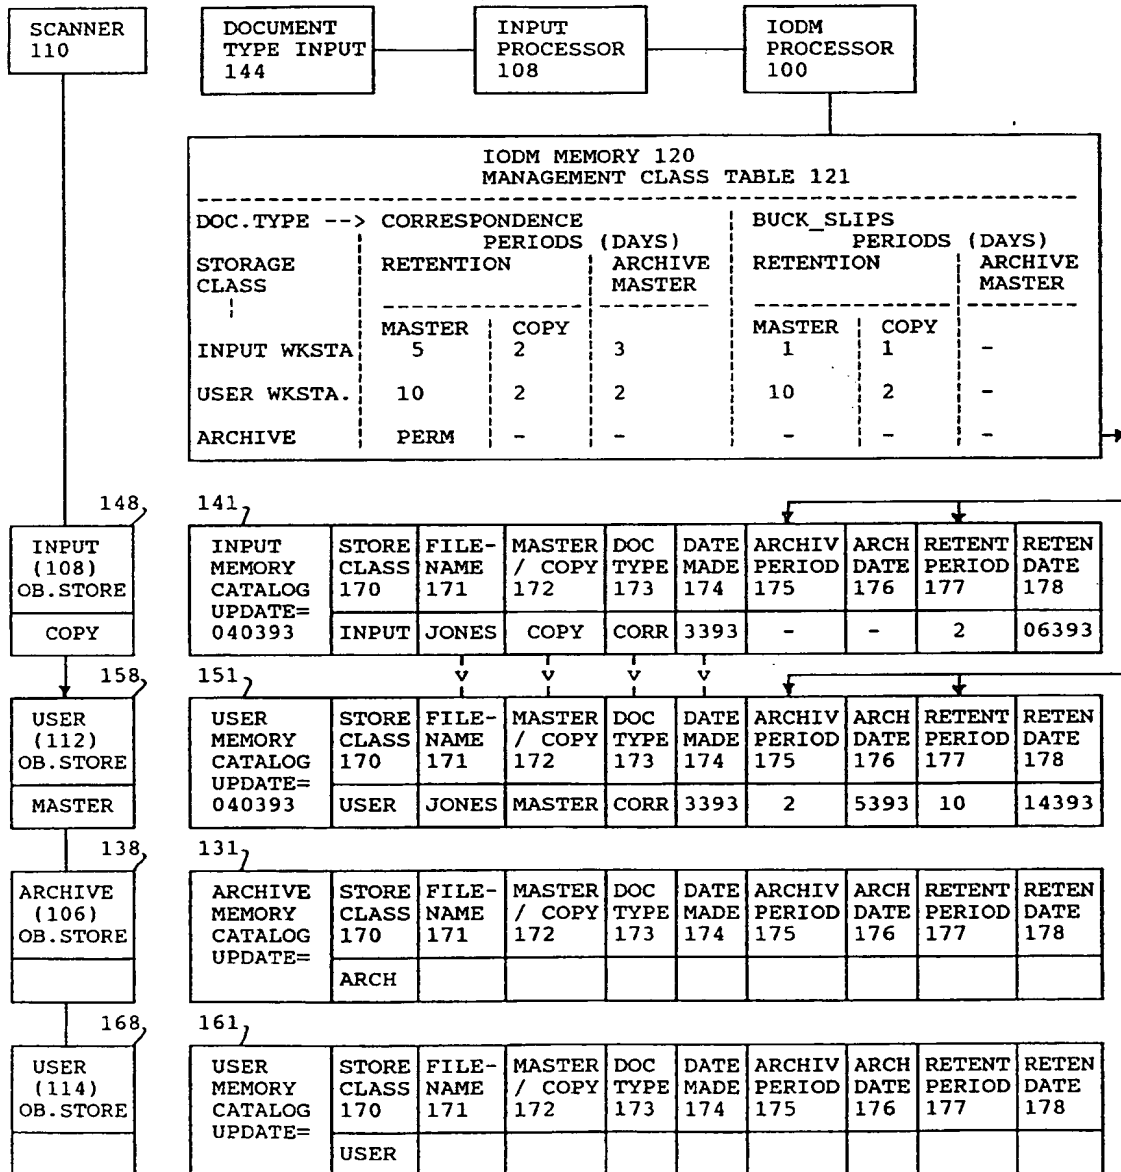 SCANNER
110
DOCUMENT
TYPE INPUT
144
INPUT
PROCESSOR
108
IODM
PROCESSOR
100
IODM MEMORY 120
MANAGEMENT CLASS TABLE 121
DOC.TYPE --> CORRESPONDENCE BUCK_SLIPS
PERIODS (DAYS) PERIODS (DAYS)
STORAGE RETENTION ARCHIVE RETENTION ARCHIVE
CLASS MASTER MASTER
MASTER COPY MASTER COPY
INPUT WKSTA 5 2 3 1 1 -
USER WKSTA. 10 2 2 10 2 -
ARCHIVE PERM - - - - -
148
INPUT
(108)
OB.STORE
COPY
141
INPUT STORE FILE- MASTER DOC DATE ARCHIV ARCH RETENT RETEN
MEMORY CLASS NAME / COPY TYPE MADE PERIOD DATE PERIOD DATE
CATALOG 170 171 172 173 174 175 176 177 178
UPDATE=
040393 INPUT JONES COPY CORR 3393 - - 2 06393
v v v v
158
USER
(112)
OB.STORE
MASTER
151
USER STORE FILE- MASTER DOC DATE ARCHIV ARCH RETENT RETEN
MEMORY CLASS NAME / COPY TYPE MADE PERIOD DATE PERIOD DATE
CATALOG 170 171 172 173 174 175 176 177 178
UPDATE=
040393 USER JONES MASTER CORR 3393 2 5393 10 14393
138
ARCHIVE
(106)
OB.STORE
131
ARCHIVE STORE FILE- MASTER DOC DATE ARCHIV ARCH RETENT RETEN
MEMORY CLASS NAME / COPY TYPE MADE PERIOD DATE PERIOD DATE
CATALOG 170 171 172 173 174 175 176 177 178
UPDATE=
ARCH
168
USER
(114)
OB.STORE
161
USER STORE FILE- MASTER DOC DATE ARCHIV ARCH RETENT RETEN
MEMORY CLASS NAME / COPY TYPE MADE PERIOD DATE PERIOD DATE
CATALOG 170 171 172 173 174 175 176 177 178
UPDATE=
USER